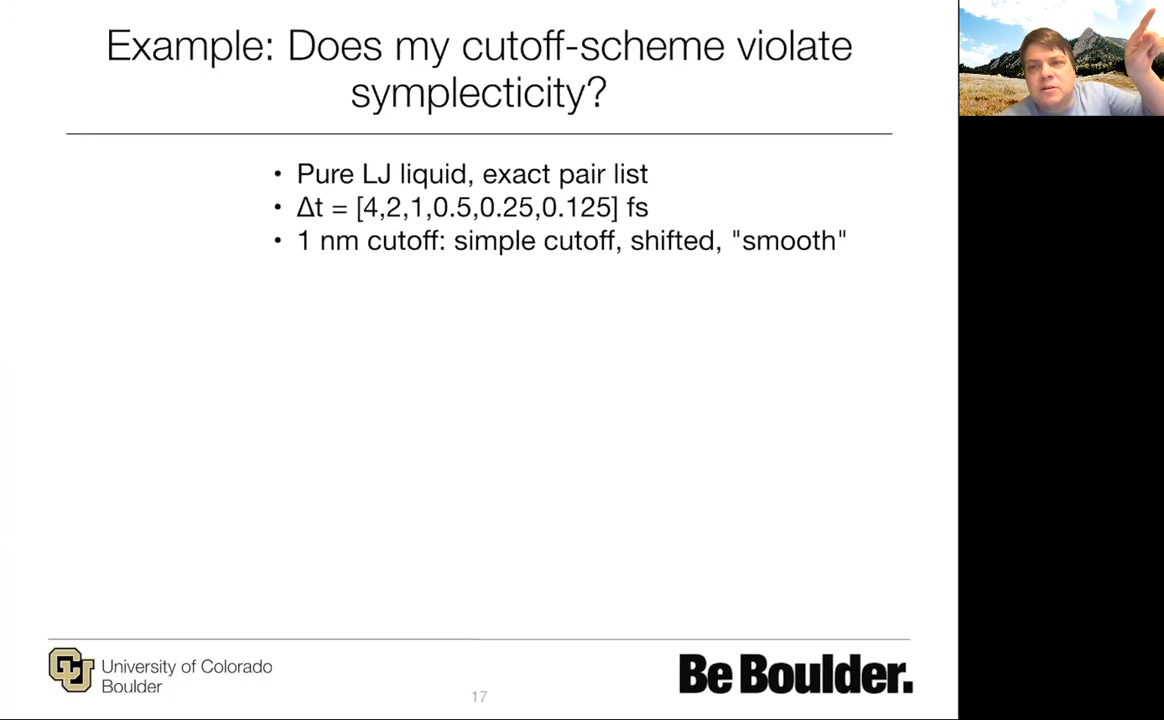 Example: Does my cutoff-scheme violate
symplecticity?
• Pure LJ liquid, exact pair list
• Δt = [4,2,1,0.5,0.25,0.125] fs
• 1 nm cutoff: simple cutoff, shifted, "smooth"
University of Colorado
Boulder
17
Be Boulder.